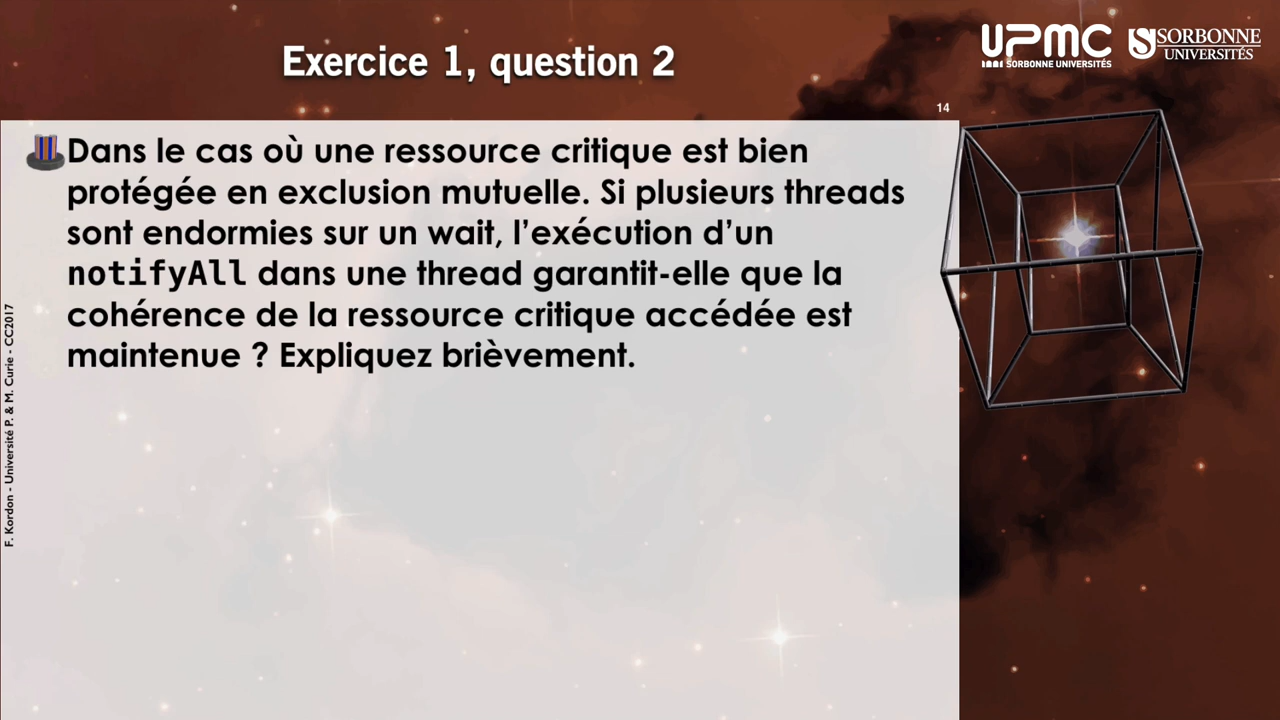 Exercice 1, question 2
UPMC
SORBONNE UNIVERSITÉS
SORBONNE
UNIVERSITÉS
14
Dans le cas où une ressource critique est bien
protégée en exclusion mutuelle. Si plusieurs threads
sont endormies sur un wait, l’exécution d’un
notifyAll dans une thread garantit-elle que la
cohérence de la ressource critique accédée est
maintenue ? Expliquez brièvement.
F. Kordon - Université P. & M. Curie - CC2017